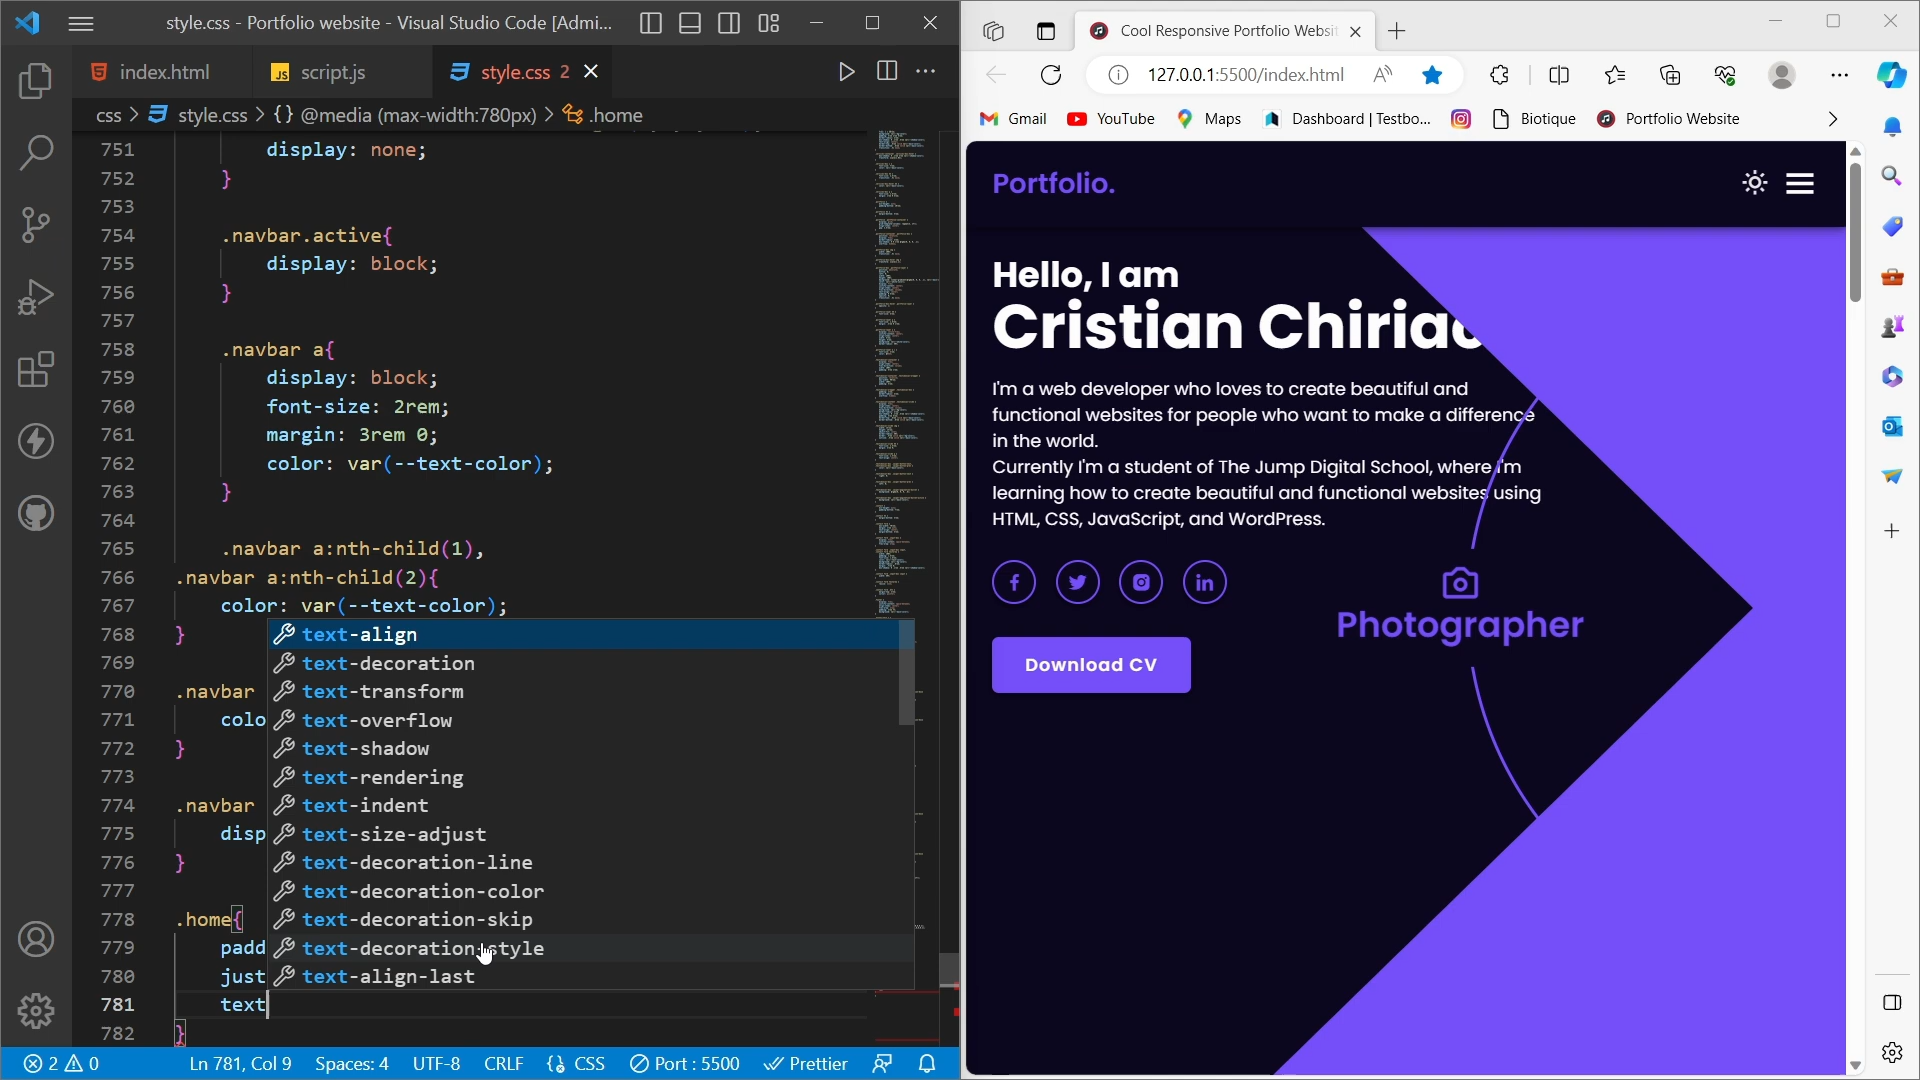 style.css - Portfolio website - Visual Studio Code [Admi...
index.html
JS script.js
style.css 2
css > style.css > {} @media (max-width:780px) > .home
751 display: none;
752 }
753
754 .navbar.active{
755 display: block;
756 }
757
758 .navbar a{
759 display: block;
760 font-size: 2rem;
761 margin: 3rem 0;
762 color: var(--text-color);
763 }
764
765 .navbar a:nth-child(1),
766 .navbar a:nth-child(2){
767 color: var(--text-color);
768 }
769
770 .navbar
771 colo
772 }
773
774 .navbar
775 disp
776 }
777
778 .home{
779 padd
780 just
781 text
782 }
text-align
text-decoration
text-transform
text-overflow
text-shadow
text-rendering
text-indent
text-size-adjust
text-decoration-line
text-decoration-color
text-decoration-skip
text-decoration-style
text-align-last
2 0 Ln 781, Col 9 Spaces: 4 UTF-8 CRLF {} CSS Port : 5500 Prettier
Cool Responsive Portfolio Websi
127.0.0.1:5500/index.html
Gmail YouTube Maps Dashboard | Testbo... Biotique Portfolio Website
Portfolio.
Hello, I am
Cristian Chiriac
I'm a web developer who loves to create beautiful and
functional websites for people who want to make a difference
in the world.
Currently I'm a student of The Jump Digital School, where I'm
learning how to create beautiful and functional websites using
HTML, CSS, JavaScript, and WordPress.
Photographer
Download CV